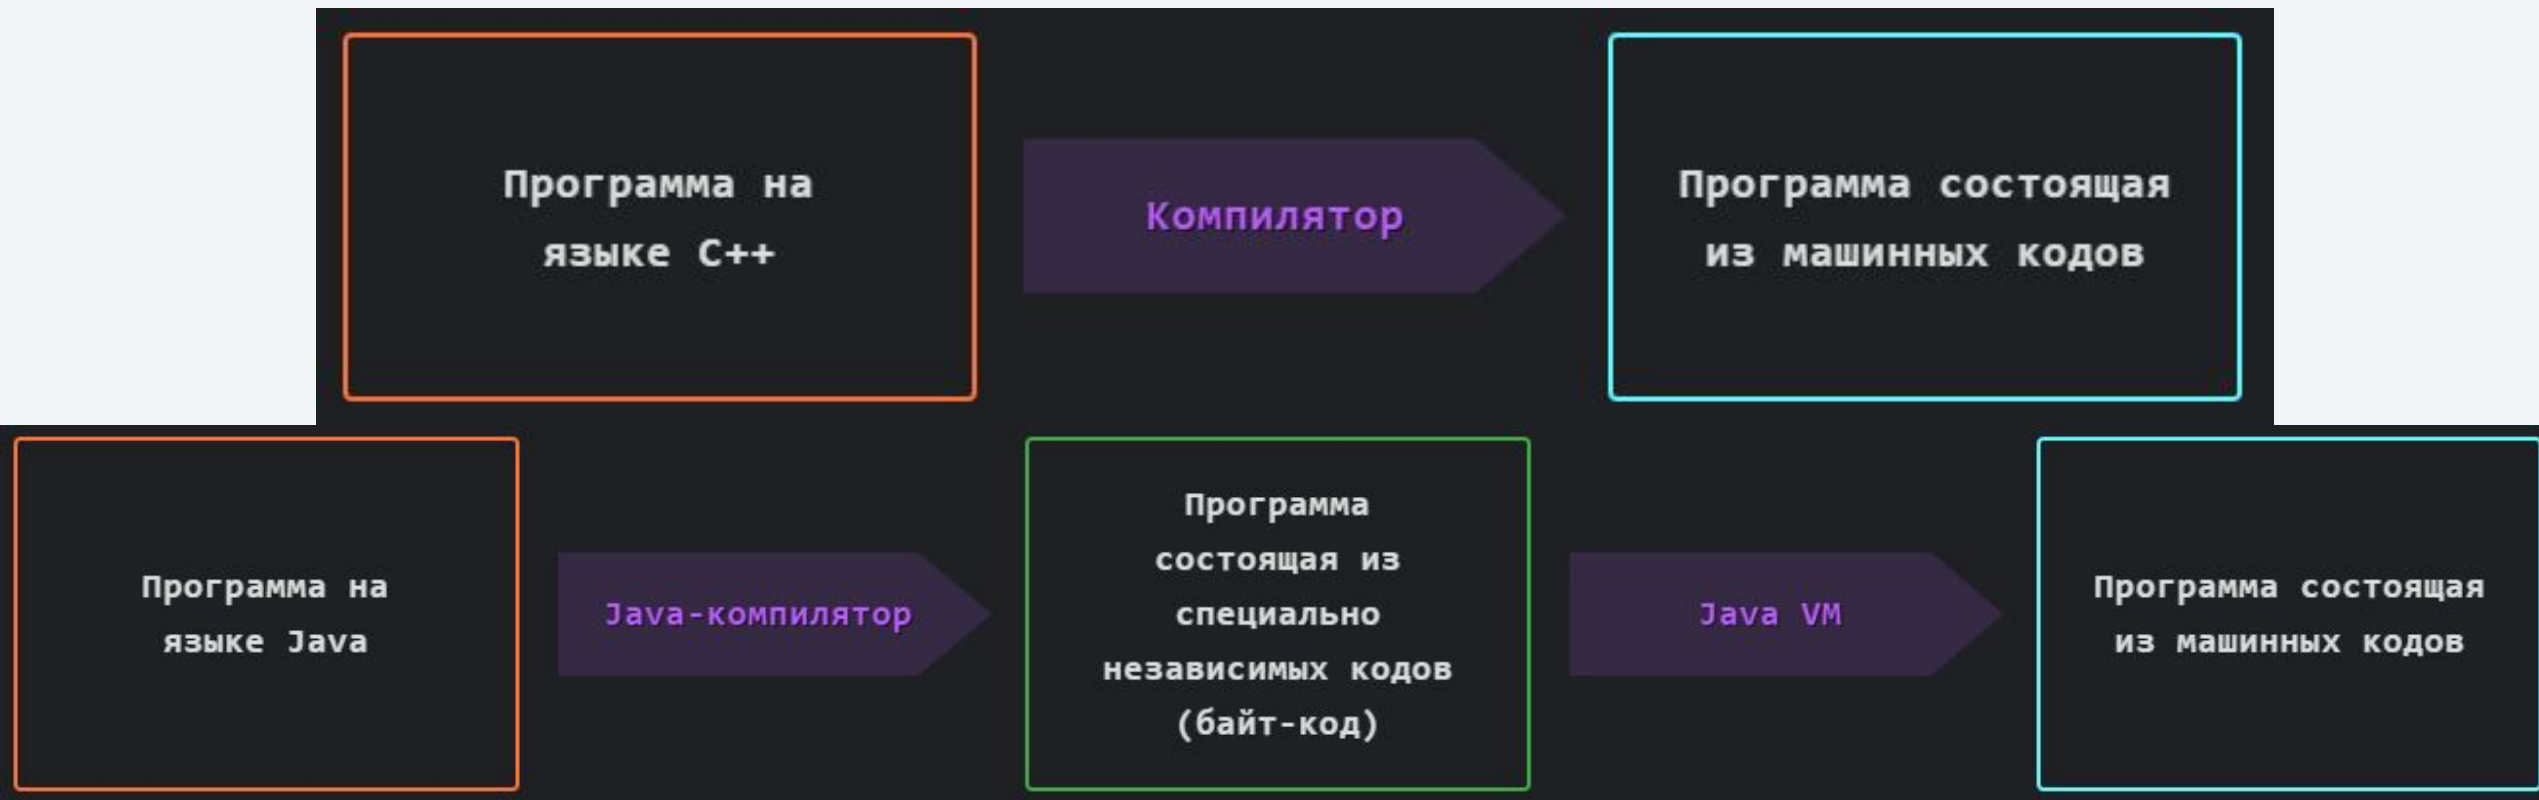 Программа на
языке C++
Компилятор
Программа состоящая
из машинных кодов
Программа на
языке Java
Java-компилятор
Программа
состоящая из
специально
независимых кодов
(байт-код)
Java VM
Программа состоящая
из машинных кодов